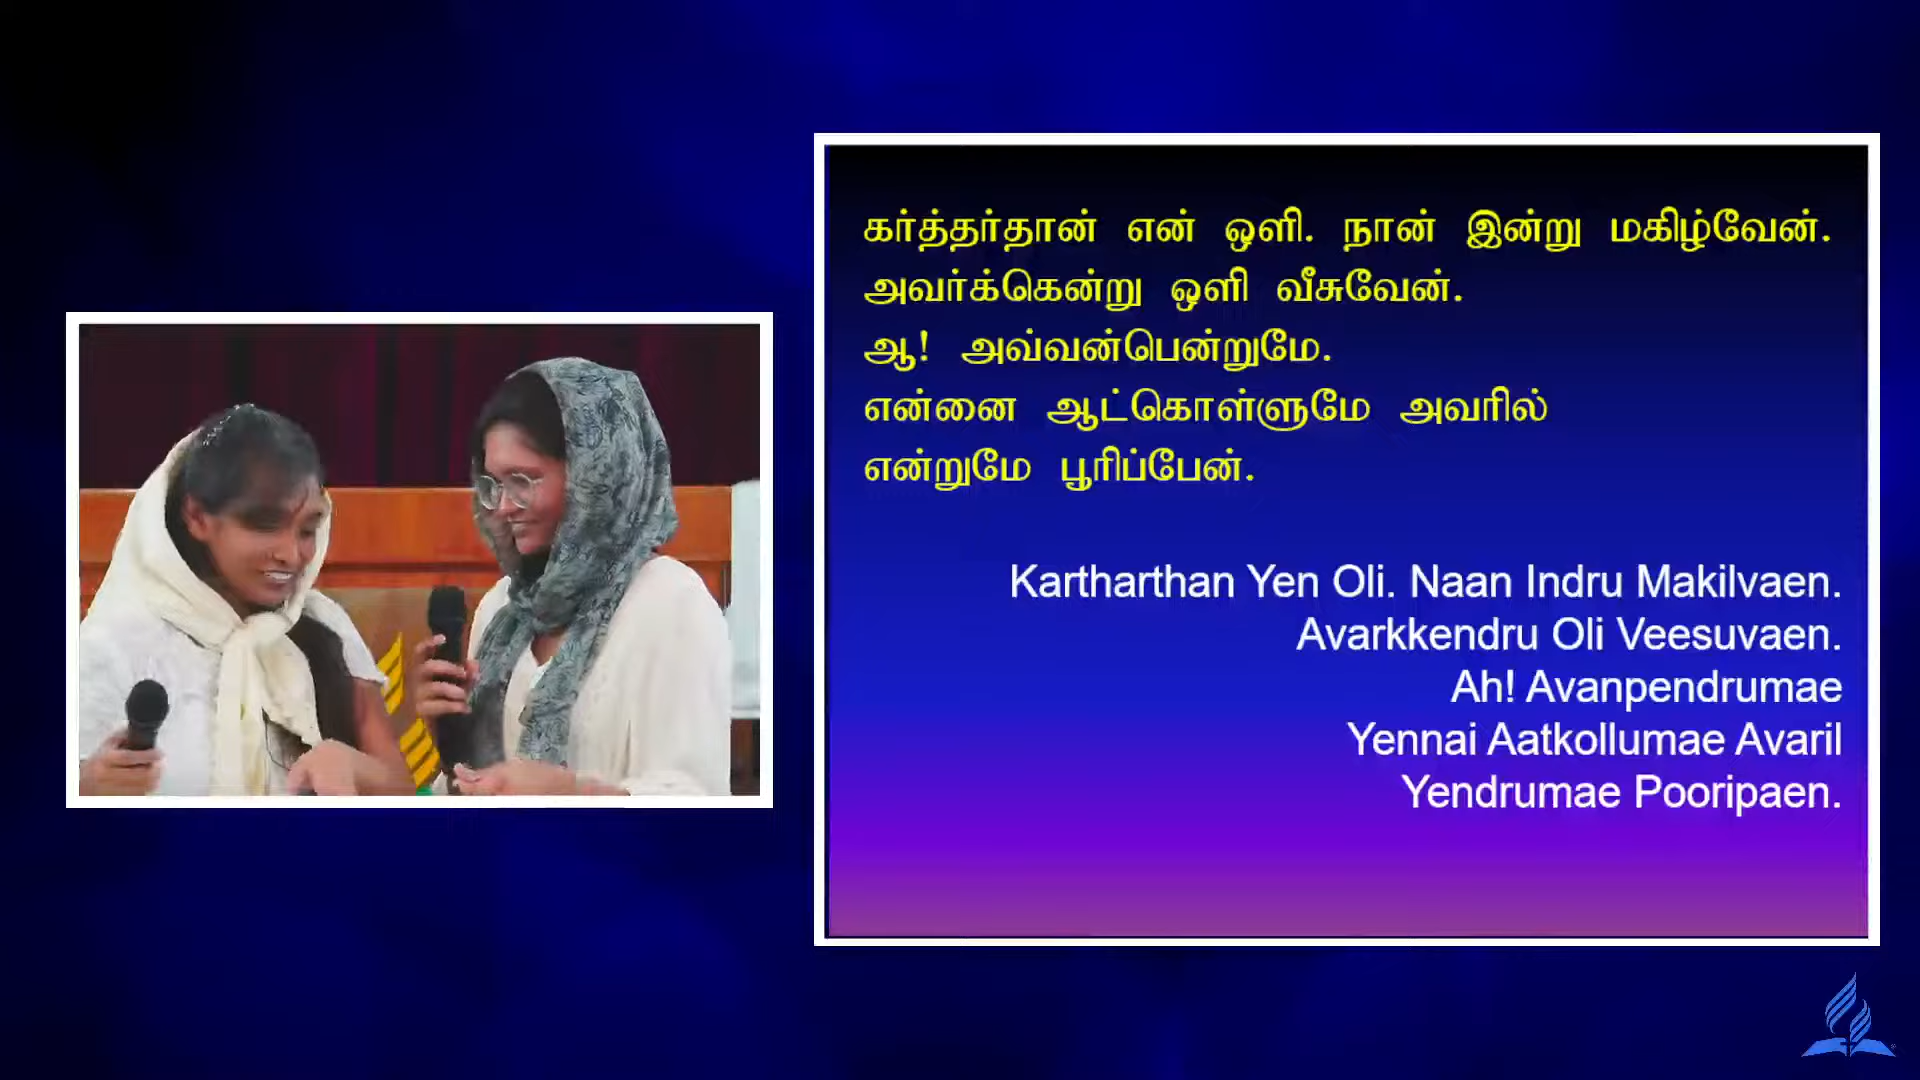 கர்த்தர்தான் என் ஒளி. நான் இன்று மகிழ்வேன்.
அவர்க்கென்று ஒளி வீசுவேன்.
ஆ! அவ்வன்பென்றுமே.
என்னை ஆட்கொள்ளுமே அவரில்
என்றுமே பூரிப்பேன்.
Kartharthan Yen Oli. Naan Indru Makilvaen.
Avarkkendru Oli Veesuvaen.
Ah! Avanpendrumae
Yennai Aatkollumae Avaril
Yendrumae Pooripaen.